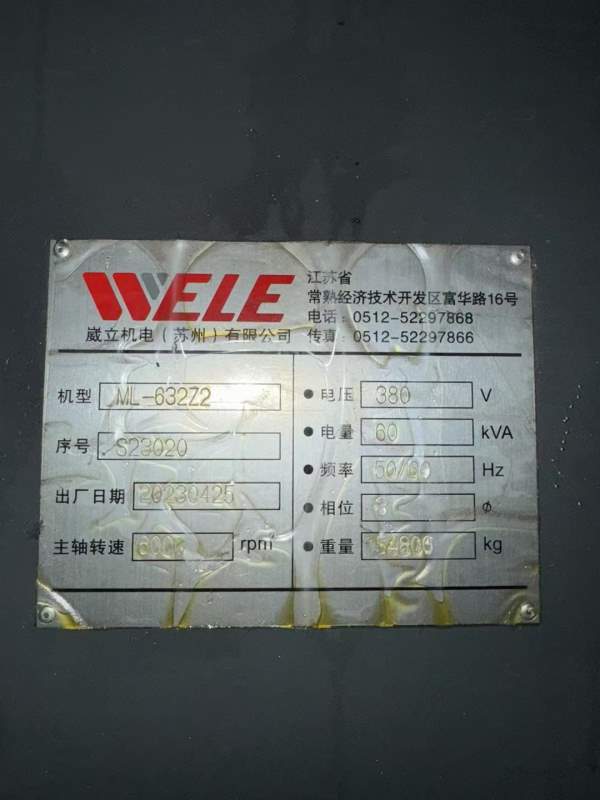 WELE
崴立机电(苏州)有限公司
江苏省
常熟经济技术开发区富华路16号
电话:0512-52297868
传真:0512-52297866
机型 ML-632Z2
序号 S23020
出厂日期 20230425
主轴转速 rpm
电压 380 V
电量 60 kVA
频率 50/60 Hz
相位 3 ϕ
重量 kg